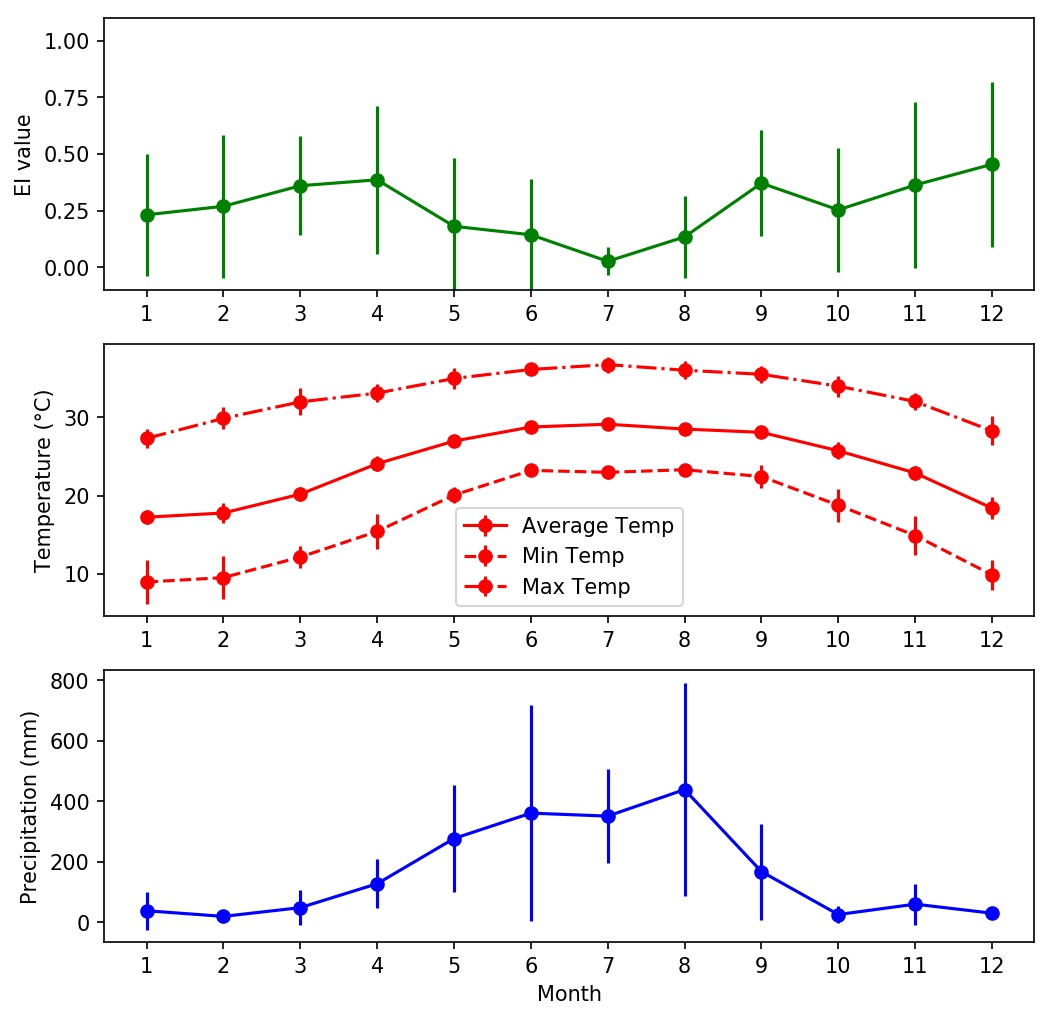 EI value
1.00
0.75
0.50
0.25
0.00
1 2 3 4 5 6 7 8 9 10 11 12
Temperature (°C)
30
20
10
Average Temp
Min Temp
Max Temp
1 2 3 4 5 6 7 8 9 10 11 12
Precipitation (mm)
800
600
400
200
0
1 2 3 4 5 6 7 8 9 10 11 12
Month